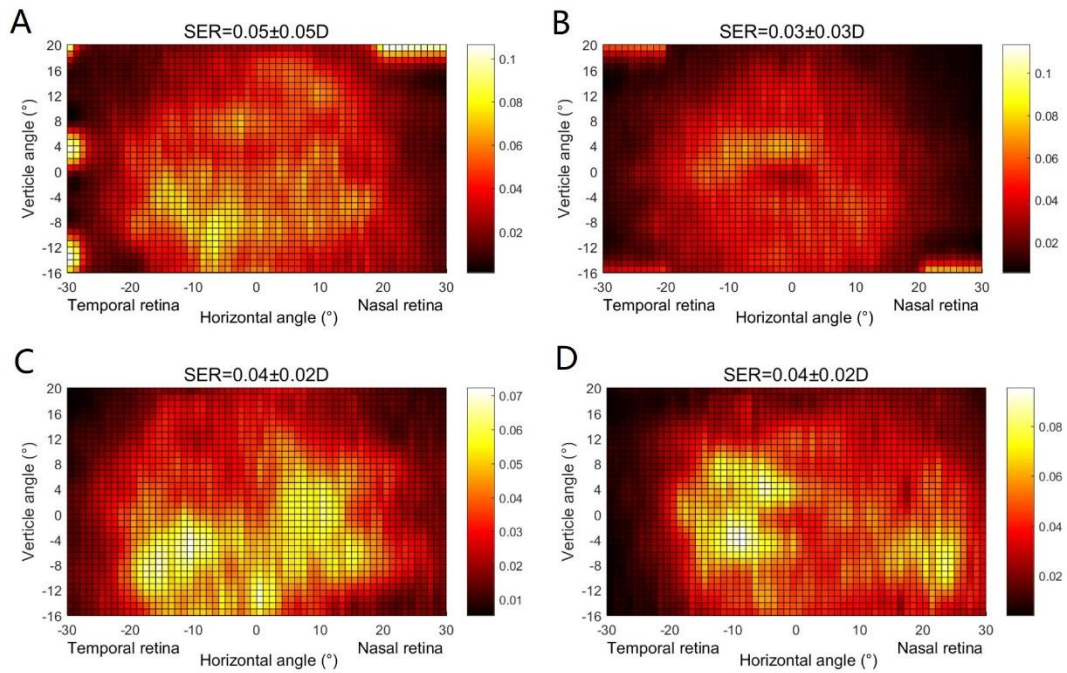 A
SER=0.05±0.05D
Verticle angle (°)
20
16
12
8
4
0
-4
-8
-12
-16
-30 -20 -10 0 10 20 30
Temporal retina Nasal retina
Horizontal angle (°)
0.1
0.08
0.06
0.04
0.02
B
SER=0.03±0.03D
Verticle angle (°)
20
16
12
8
4
0
-4
-8
-12
-16
-30 -20 -10 0 10 20 30
Temporal retina Nasal retina
Horizontal angle (°)
0.1
0.08
0.06
0.04
0.02
C
SER=0.04±0.02D
Verticle angle (°)
20
16
12
8
4
0
-4
-8
-12
-16
-30 -20 -10 0 10 20 30
Temporal retina Nasal retina
Horizontal angle (°)
0.07
0.06
0.05
0.04
0.03
0.02
0.01
D
SER=0.04±0.02D
Verticle angle (°)
20
16
12
8
4
0
-4
-8
-12
-16
-30 -20 -10 0 10 20 30
Temporal retina Nasal retina
Horizontal angle (°)
0.08
0.06
0.04
0.02